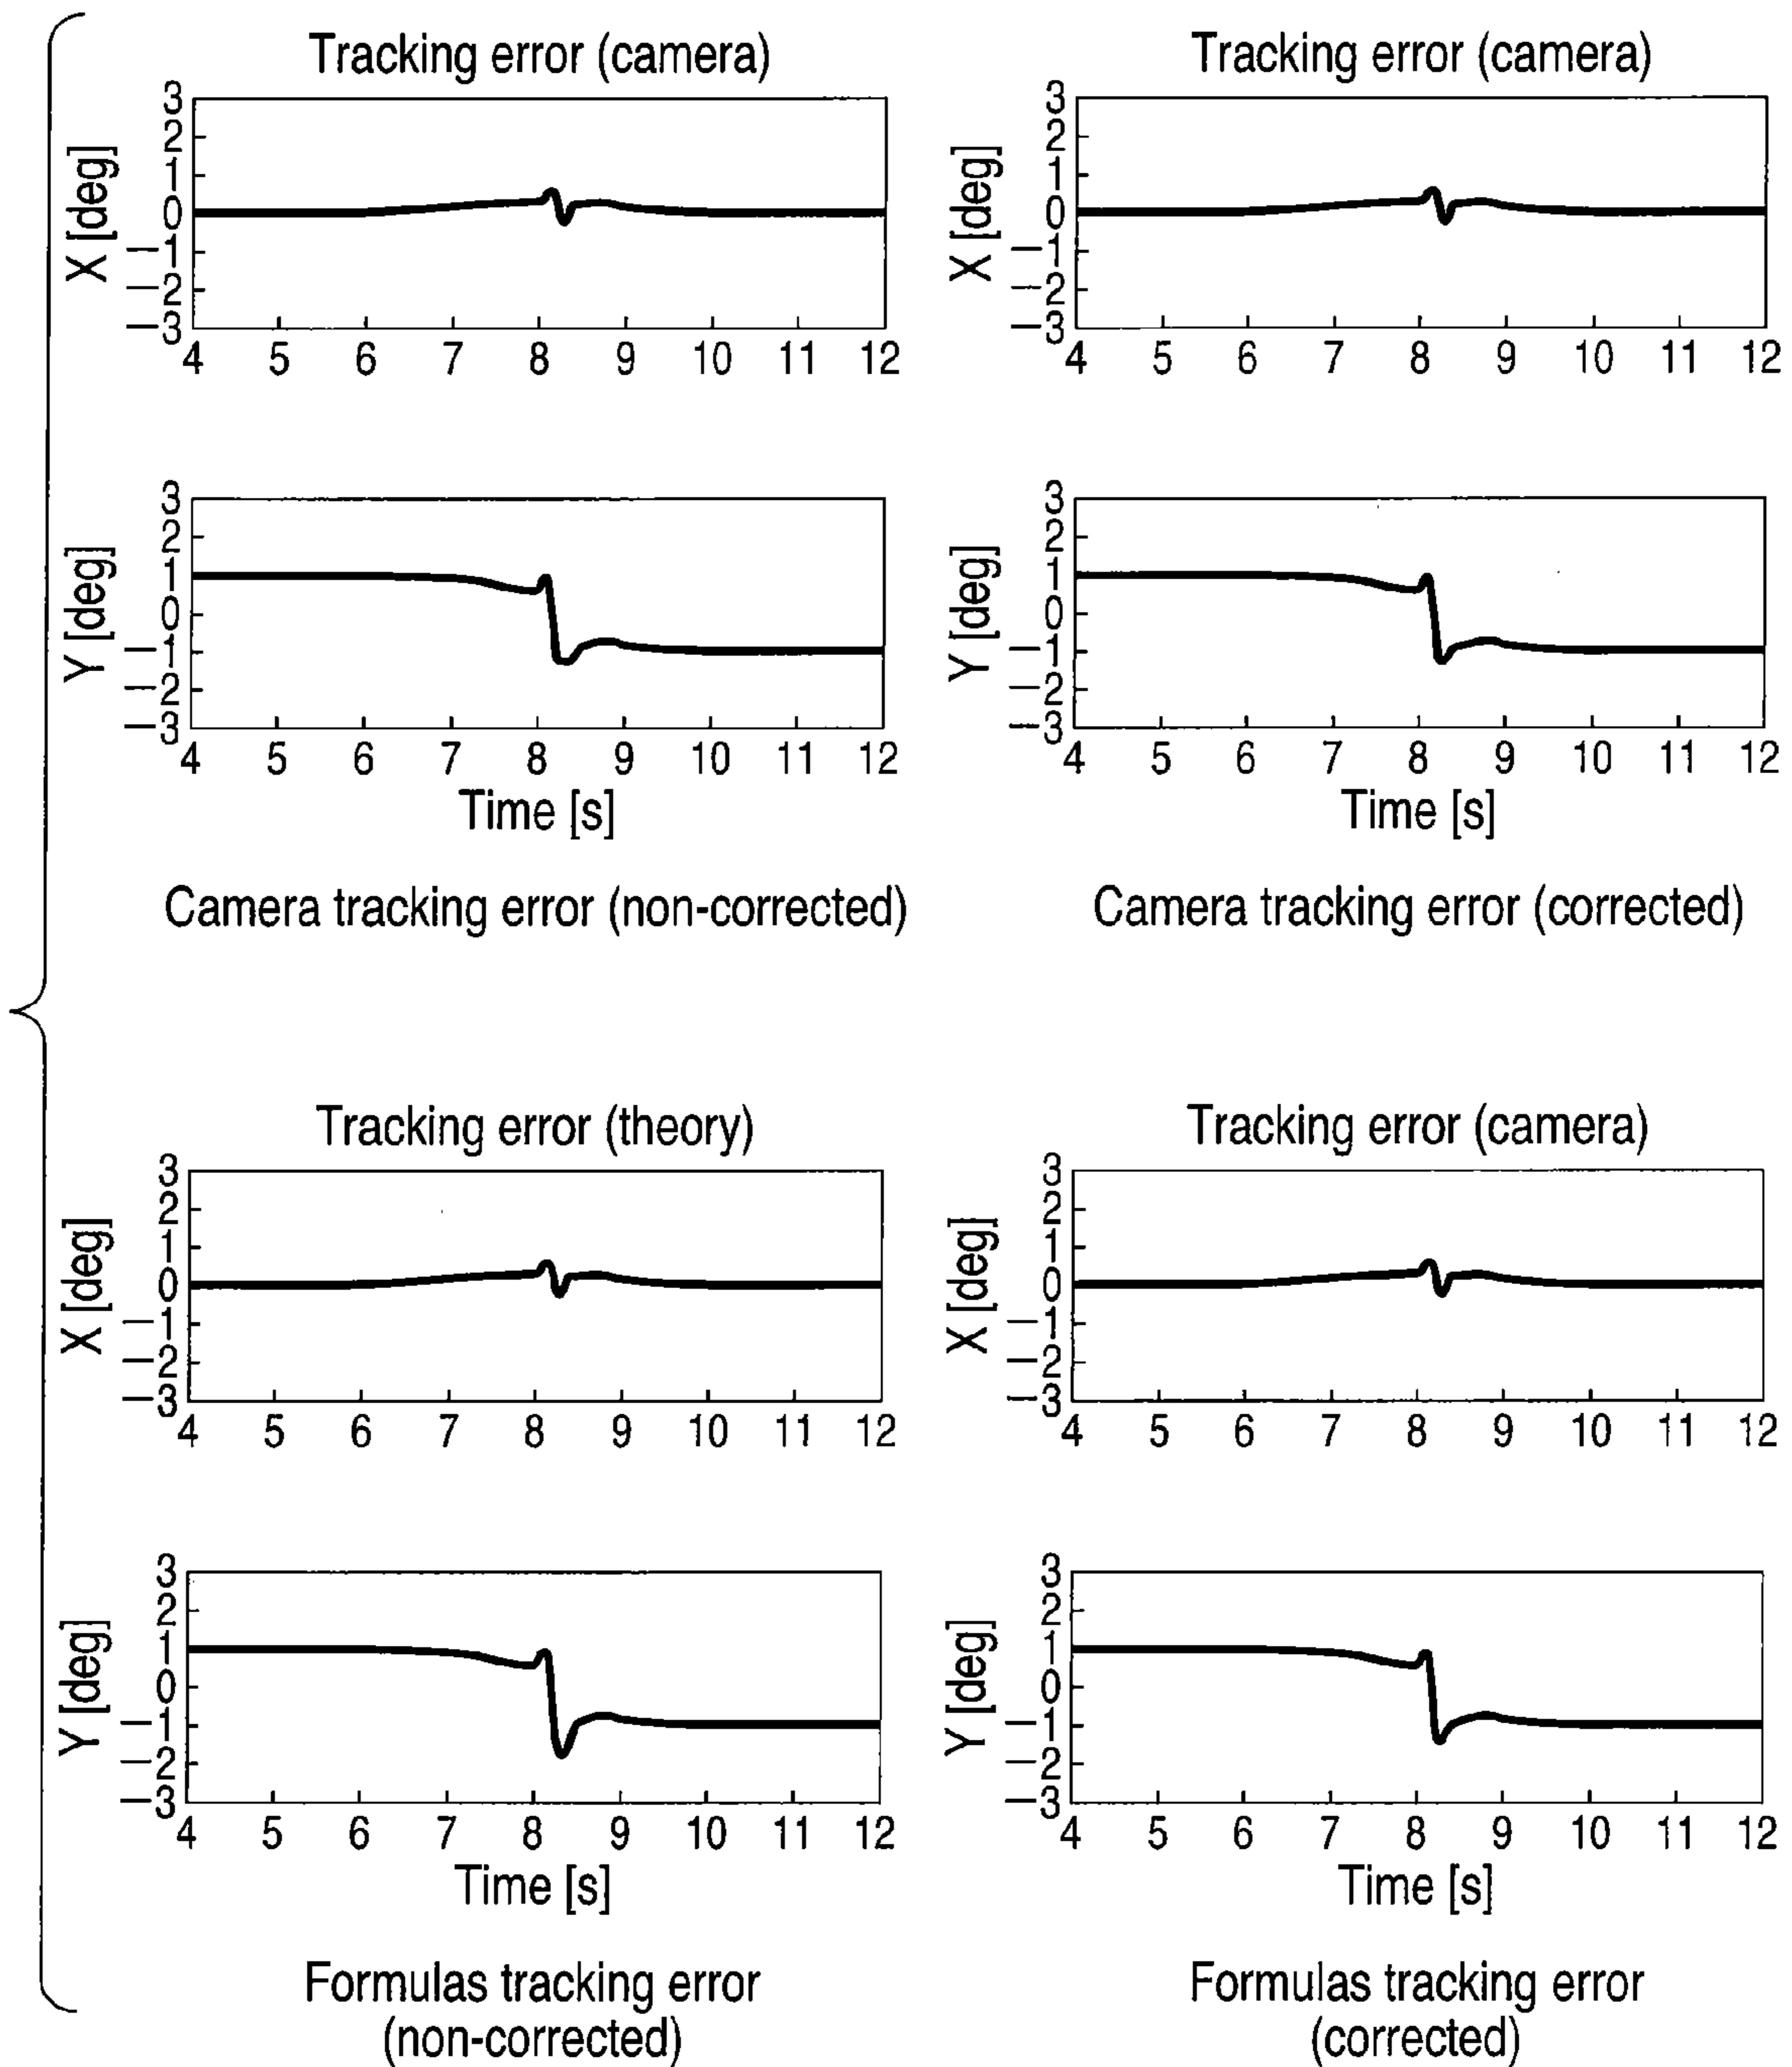 Tracking error (camera)
Tracking error (camera)
X [deg]
3
2
1
0
−1
−2
−3
4 5 6 7 8 9 10 11 12
X [deg]
3
2
1
0
−1
−2
−3
4 5 6 7 8 9 10 11 12
Y [deg]
3
2
1
0
−1
−2
−3
4 5 6 7 8 9 10 11 12
Time [s]
Y [deg]
3
2
1
0
−1
−2
−3
4 5 6 7 8 9 10 11 12
Time [s]
Camera tracking error (non-corrected)
Camera tracking error (corrected)
Tracking error (theory)
Tracking error (camera)
X [deg]
3
2
1
0
−1
−2
−3
4 5 6 7 8 9 10 11 12
X [deg]
3
2
1
0
−1
−2
−3
4 5 6 7 8 9 10 11 12
Y [deg]
3
2
1
0
−1
−2
−3
4 5 6 7 8 9 10 11 12
Time [s]
Y [deg]
3
2
1
0
−1
−2
−3
4 5 6 7 8 9 10 11 12
Time [s]
Formulas tracking error
(non-corrected)
Formulas tracking error
(corrected)